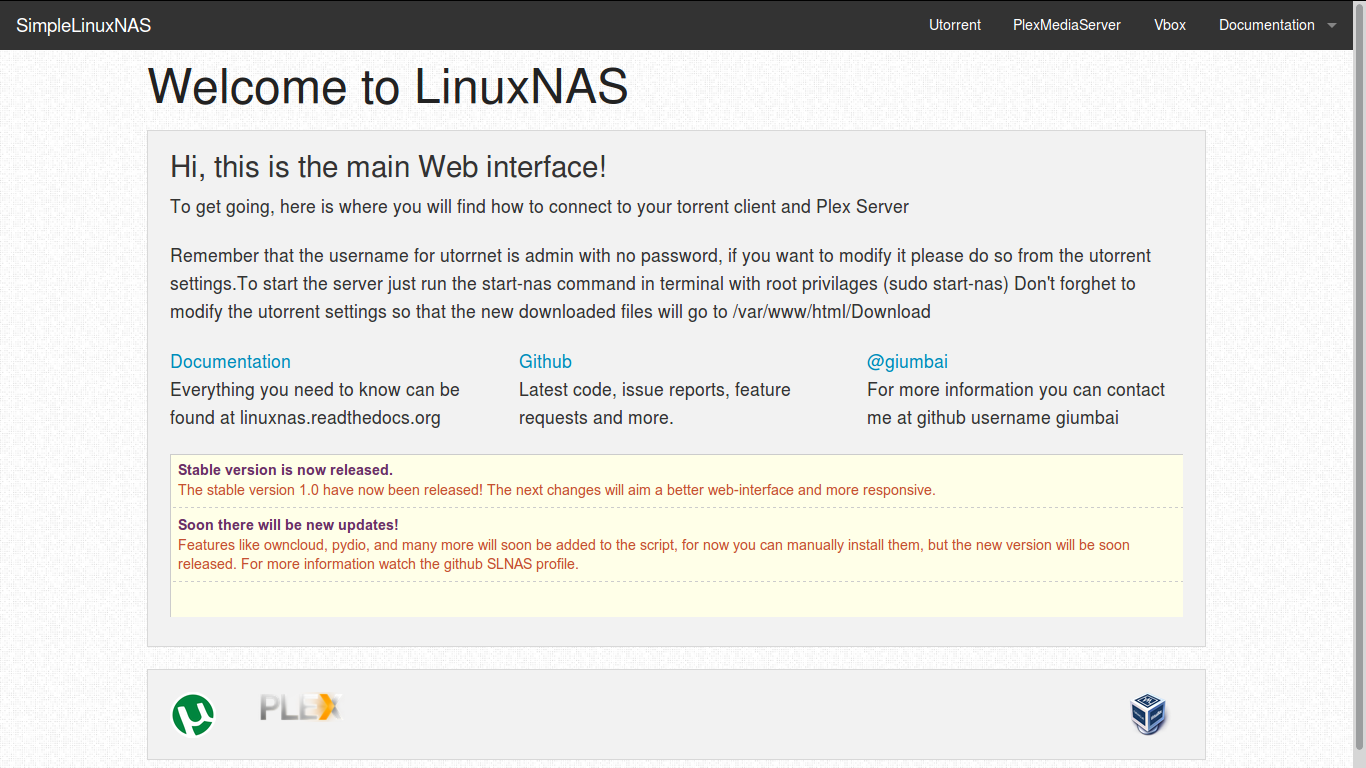 SimpleLinuxNAS Utorrent PlexMediaServer Vbox Documentation
Welcome to LinuxNAS
Hi, this is the main Web interface!
To get going, here is where you will find how to connect to your torrent client and Plex Server
Remember that the username for utorrnet is admin with no password, if you want to modify it please do so from the utorrent
settings.To start the server just run the start-nas command in terminal with root privilages (sudo start-nas) Don't forghet to
modify the utorrent settings so that the new downloaded files will go to /var/www/html/Download
Documentation
Everything you need to know can be
found at linuxnas.readthedocs.org
Github
Latest code, issue reports, feature
requests and more.
@giumbai
For more information you can contact
me at github username giumbai
Stable version is now released.
The stable version 1.0 have now been released! The next changes will aim a better web-interface and more responsive.
Soon there will be new updates!
Features like owncloud, pydio, and many more will soon be added to the script, for now you can manually install them, but the new version will be soon
released. For more information watch the github SLNAS profile.
PLEX